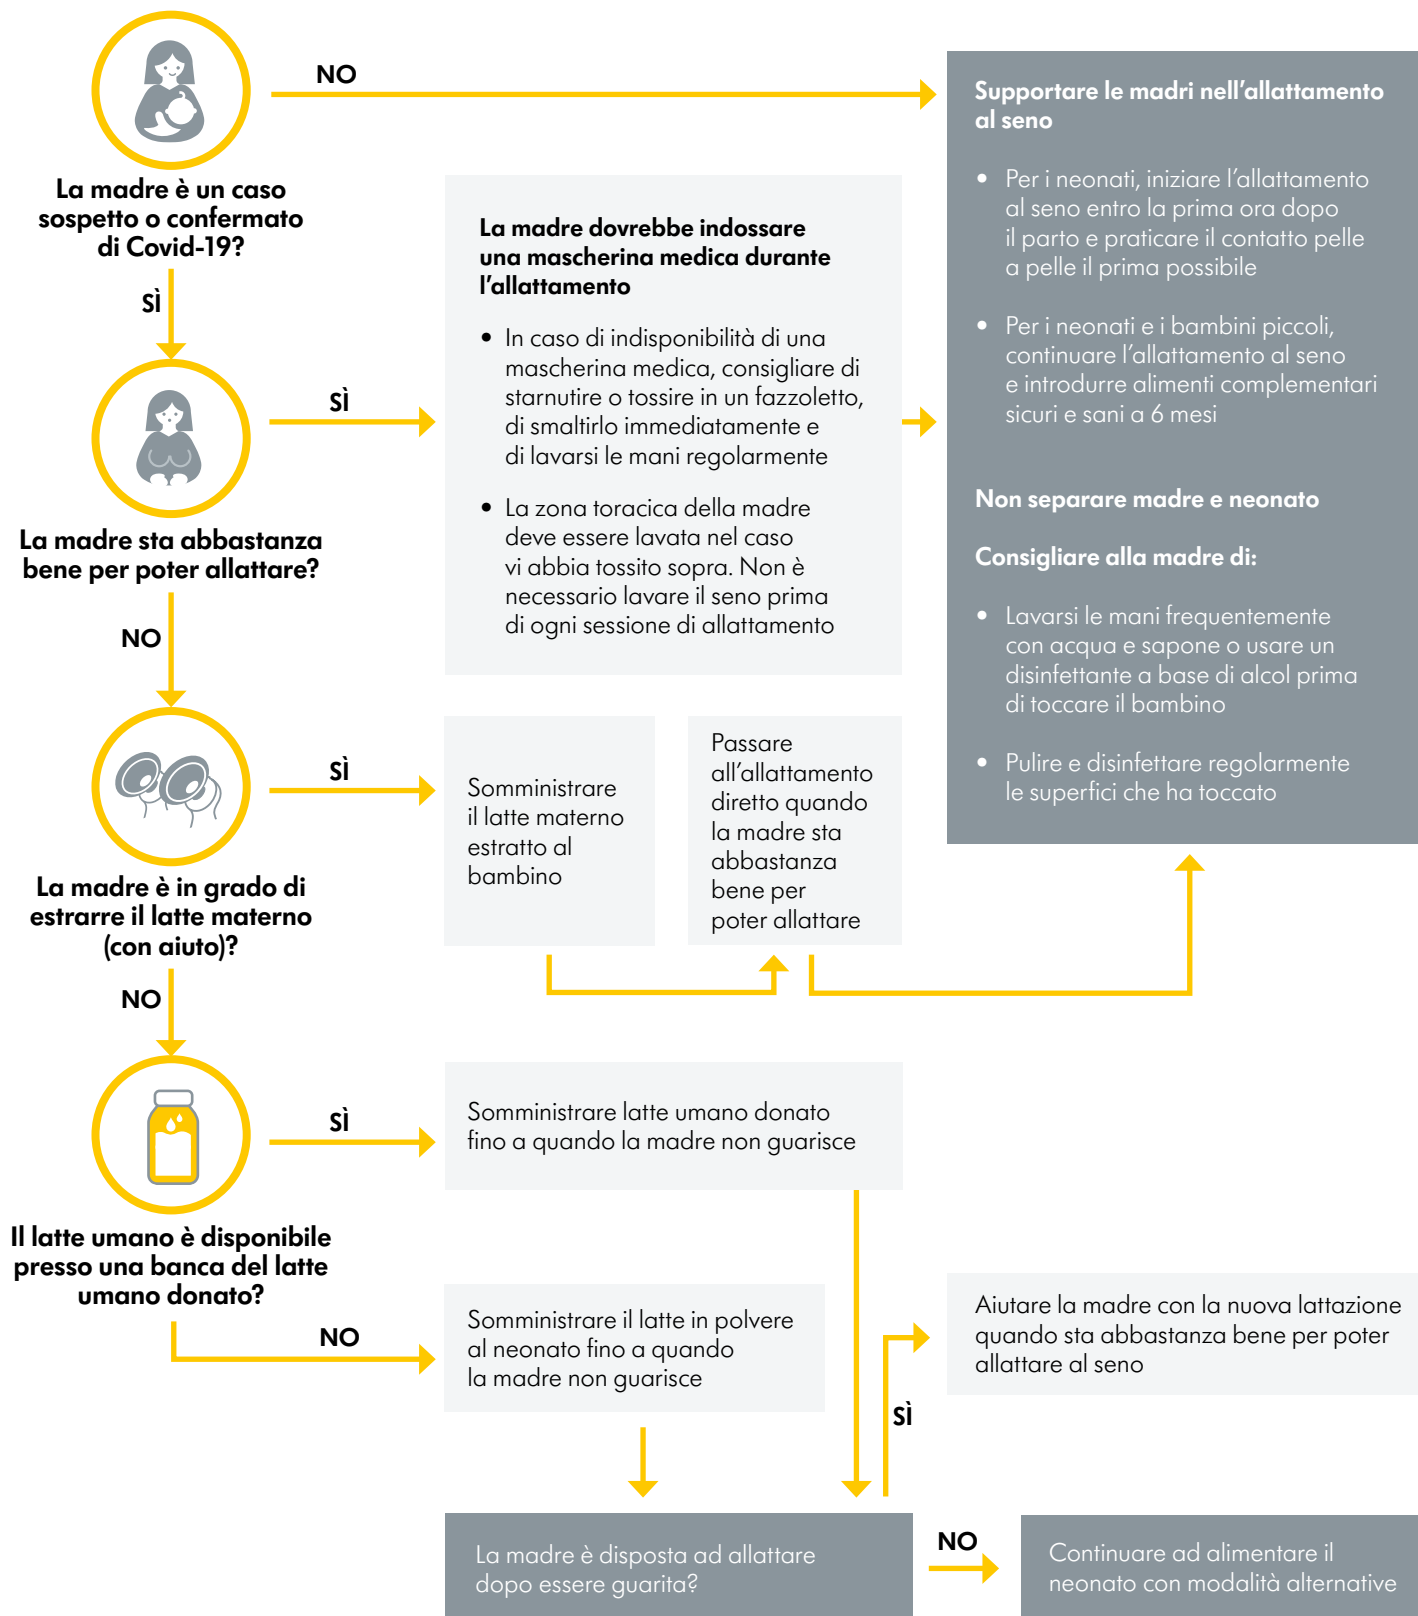 NO
La madre è un caso
sospetto o confermato
di Covid-19?
SÌ
La madre sta abbastanza
bene per poter allattare?
SÌ
La madre dovrebbe indossare
una mascherina medica durante
l'allattamento
• In caso di indisponibilità di una
mascherina medica, consigliare di
starnutire o tossire in un fazzoletto,
di smaltirlo immediatamente e
di lavarsi le mani regolarmente
• La zona toracica della madre
deve essere lavata nel caso
vi abbia tossito sopra. Non è
necessario lavare il seno prima
di ogni sessione di allattamento
Supportare le madri nell'allattamento
al seno
• Per i neonati, iniziare l'allattamento
al seno entro la prima ora dopo
il parto e praticare il contatto pelle
a pelle il prima possibile
• Per i neonati e i bambini piccoli,
continuare l'allattamento al seno
e introdurre alimenti complementari
sicuri e sani a 6 mesi
Non separare madre e neonato
Consigliare alla madre di:
• Lavarsi le mani frequentemente
con acqua e sapone o usare un
disinfettante a base di alcol prima
di toccare il bambino
• Pulire e disinfettare regolarmente
le superfici che ha toccato
NO
La madre è in grado di
estrarre il latte materno
(con aiuto)?
SÌ
Somministrare
il latte materno
estratto al
bambino
Passare
all'allattamento
diretto quando
la madre sta
abbastanza
bene per
poter allattare
NO
Il latte umano è disponibile
presso una banca del latte
umano donato?
SÌ
Somministrare latte umano donato
fino a quando la madre non guarisce
NO
Somministrare il latte in polvere
al neonato fino a quando
la madre non guarisce
La madre è disposta ad allattare
dopo essere guarita?
SÌ
Aiutare la madre con la nuova lattazione
quando sta abbastanza bene per poter
allattare al seno
NO
Continuare ad alimentare il
neonato con modalità alternative